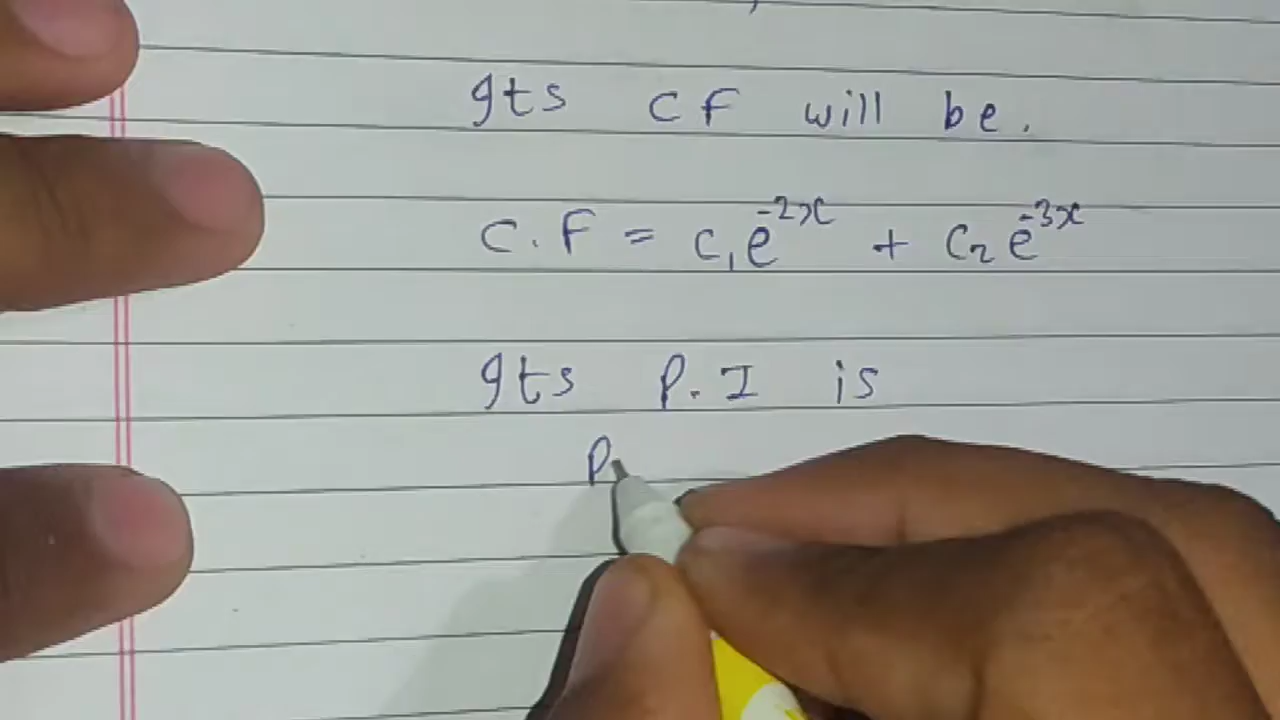 Its CF will be.
C.F = C₁e^-2x + C₂e^-3x
Its P.I is
P